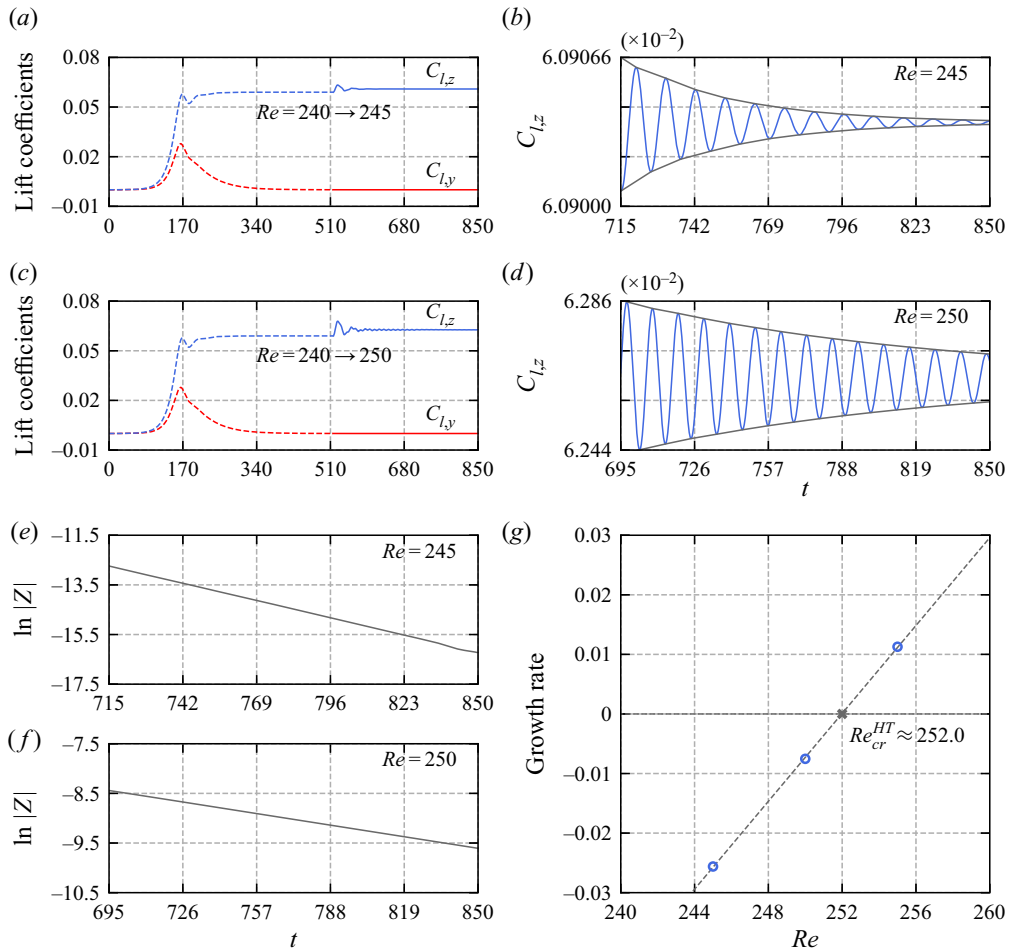 (a)
Lift coefficients
0.08
0.05
0.02
–0.01
C_{l,z}
Re = 240 → 245
C_{l,y}
0 170 340 510 680 850
(b)
(×10^{–2})
6.09066
6.09000
C_{l,z}
Re = 245
715 742 769 796 823 850
(c)
Lift coefficients
0.08
0.05
0.02
–0.01
C_{l,z}
Re = 240 → 250
C_{l,y}
0 170 340 510 680 850
(d)
(×10^{–2})
6.286
6.244
C_{l,z}
Re = 250
695 726 757 788 819 850
t
(e)
ln |Z|
–11.5
–13.5
–15.5
–17.5
Re = 245
715 742 769 796 823 850
(f)
ln |Z|
–7.5
–8.5
–9.5
–10.5
Re = 250
695 726 757 788 819 850
t
(g)
Growth rate
0.03
0.02
0.01
0
–0.01
–0.02
–0.03
Re_{cr}^{HT} ≈ 252.0
240 244 248 252 256 260
Re